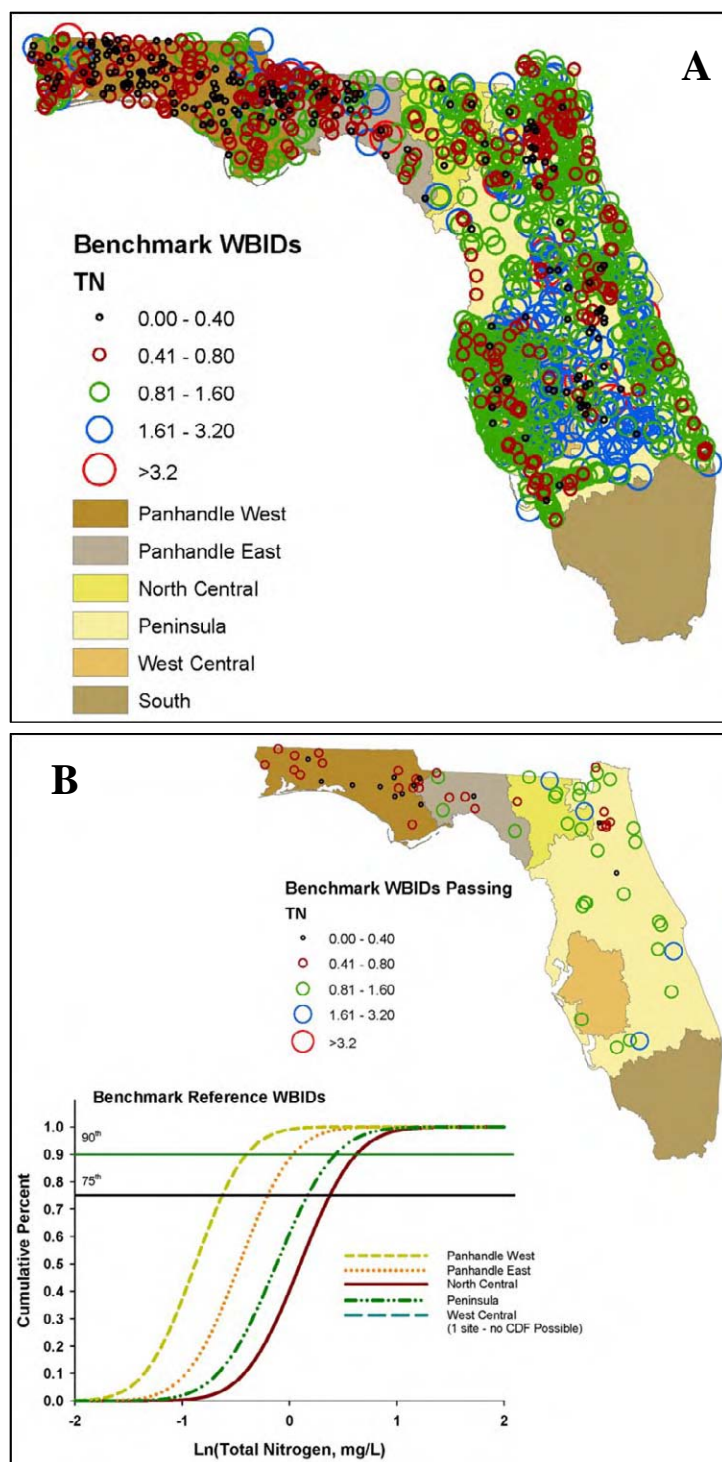 A
Benchmark WBIDs
TN
0.00 - 0.40
0.41 - 0.80
0.81 - 1.60
1.61 - 3.20
>3.2
Panhandle West
Panhandle East
North Central
Peninsula
West Central
South
B
Benchmark WBIDs Passing
TN
0.00 - 0.40
0.41 - 0.80
0.81 - 1.60
1.61 - 3.20
>3.2
Benchmark Reference WBIDs
1.0
90th
0.9
0.8
75th
0.7
0.6
0.5
0.4
0.3
0.2
0.1
0.0
Cumulative Percent
Panhandle West
Panhandle East
North Central
Peninsula
West Central
(1 site - no CDF Possible)
-2 -1 0 1 2
Ln(Total Nitrogen, mg/L)